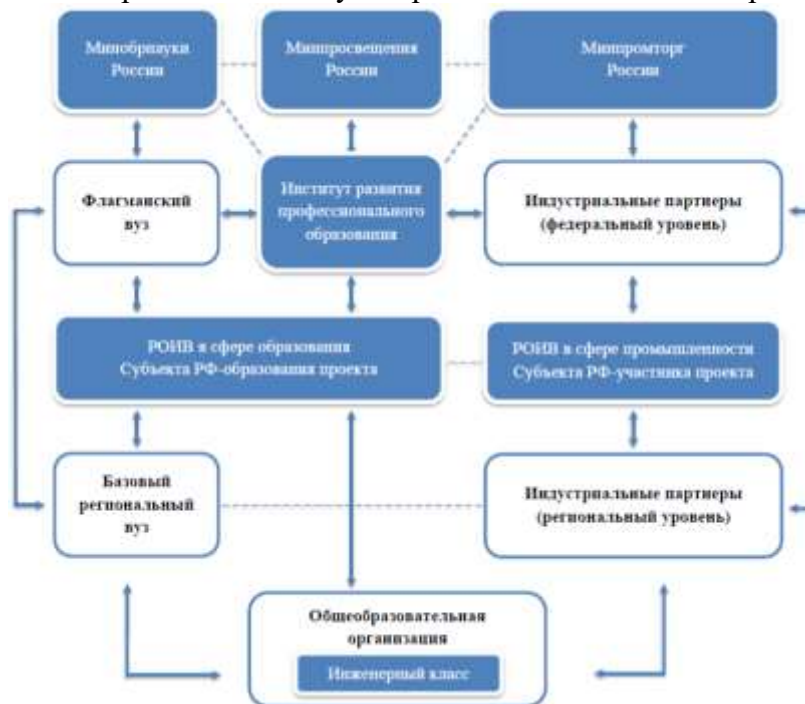 Минобрнауки
России
Минпросвещения
России
Минпромторг
России
Флагманский
вуз
Институт развития
профессионального
образования
Индустриальные партнеры
(федеральный уровень)
РОИВ в сфере образования
Субъекта РФ-образования проекта
РОИВ в сфере промышленности
Субъекта РФ-участника проекта
Базовый
региональный
вуз
Индустриальные партнеры
(региональный уровень)
Общеобразовательная
организация
Инженерный класс